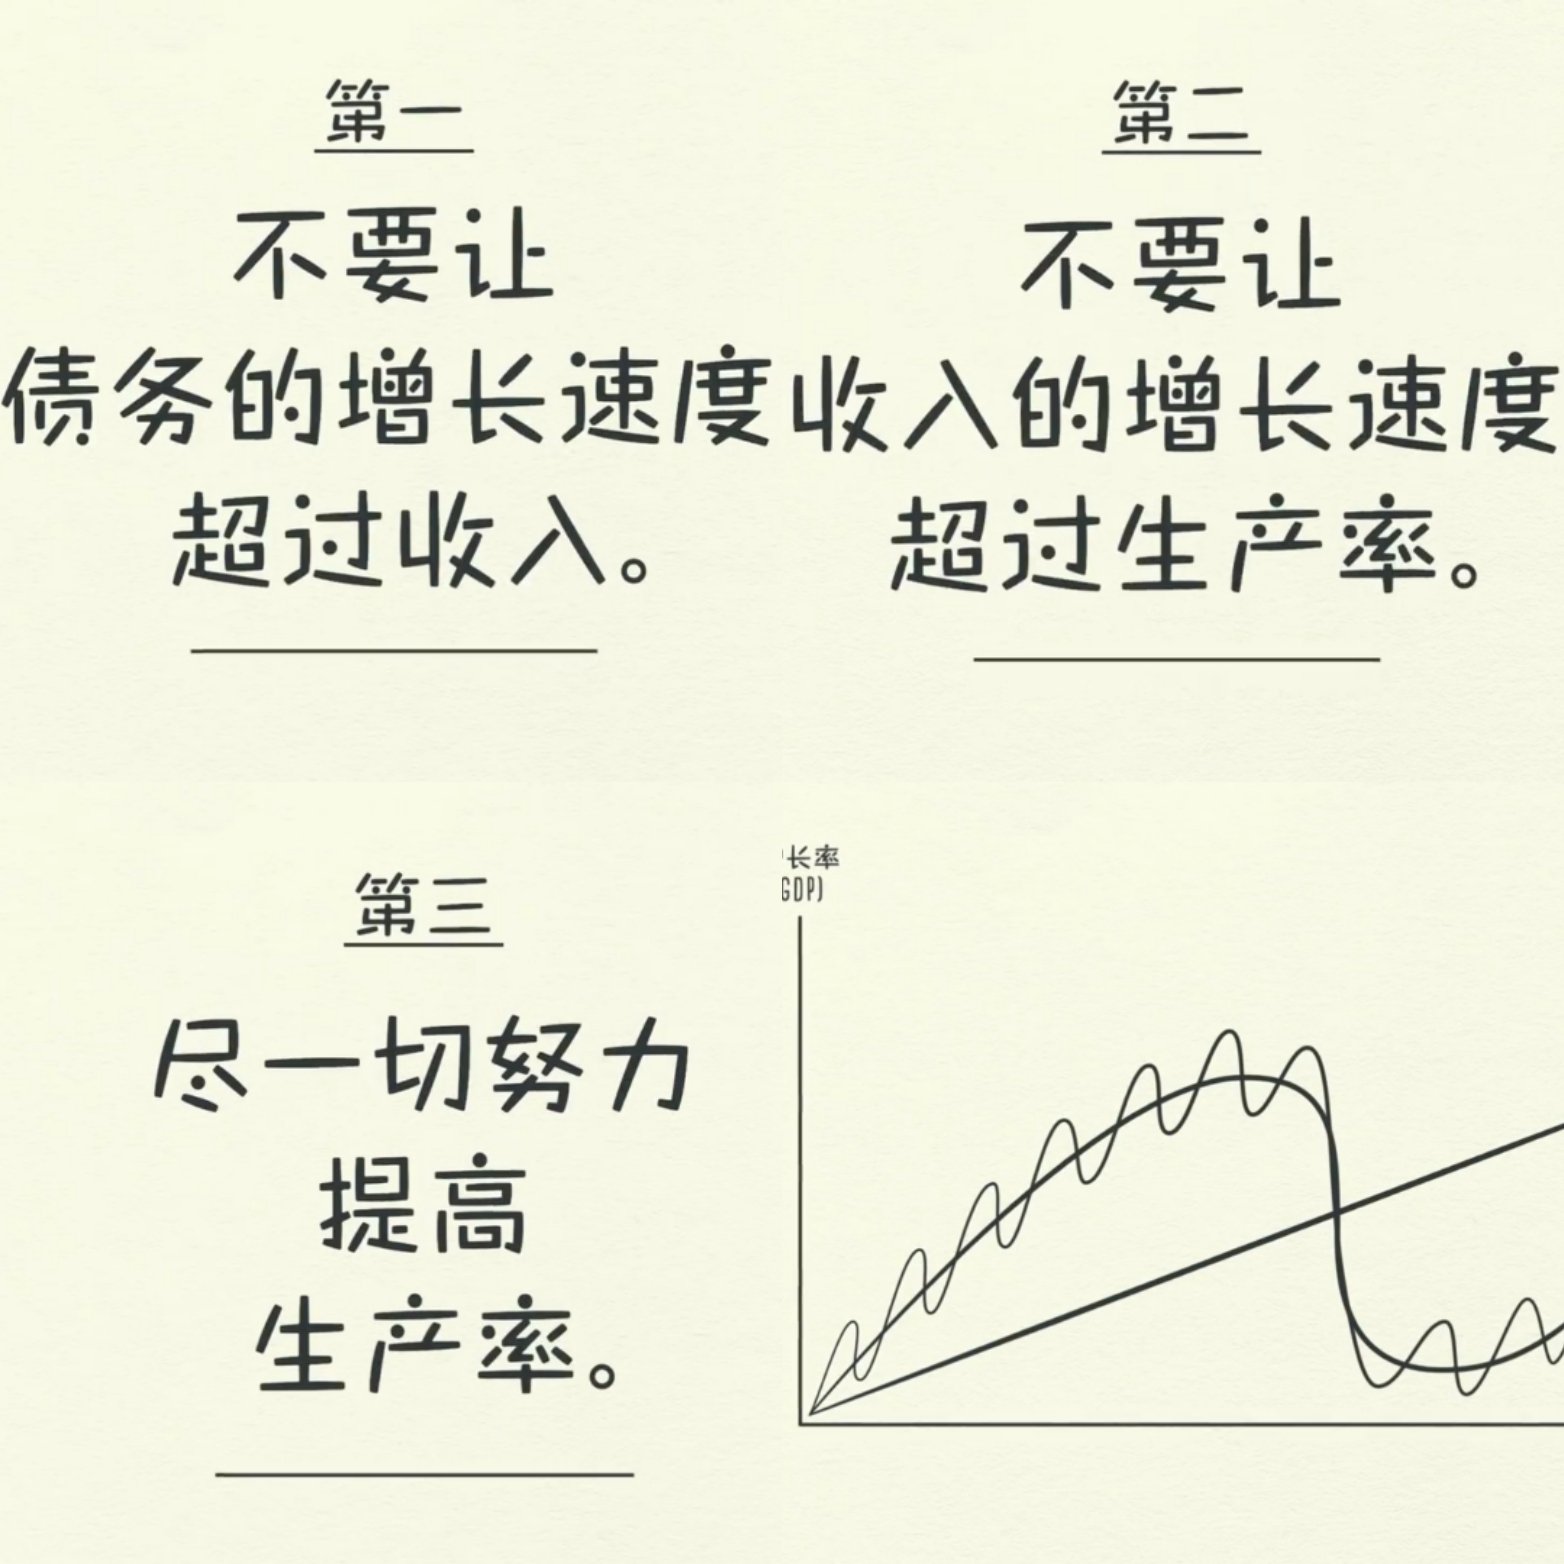 第一
不要让
债务的增长速度
超过收入。
第二
不要让
收入的增长速度
超过生产率。
第三
尽一切努力
提高
生产率。
长率
GDP)